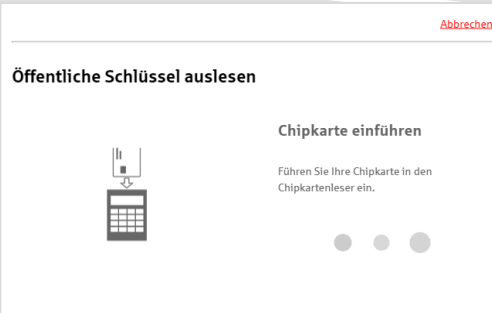 Abbrechen
Öffentliche Schlüssel auslesen
Chipkarte einführen
Führen Sie Ihre Chipkarte in den
Chipkartenleser ein.